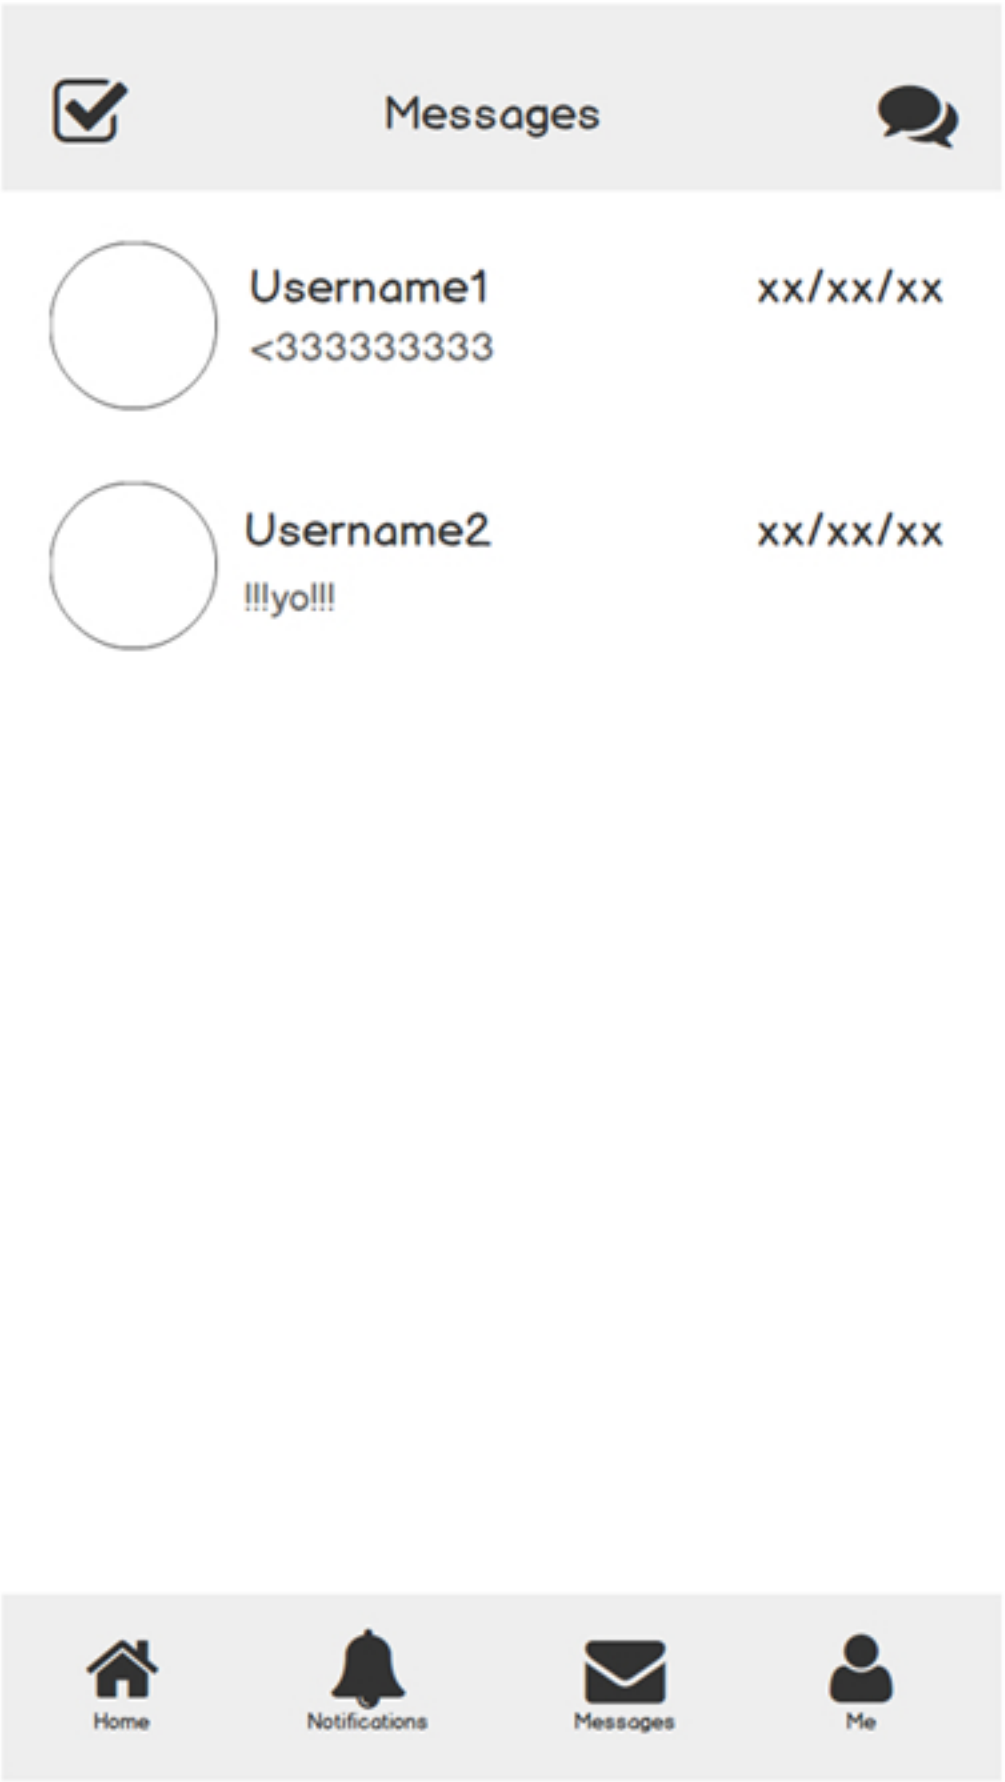 Messages
Username1 xx/xx/xx
<333333333
Username2 xx/xx/xx
!!!yo!!!
Home Notifications Messages Me